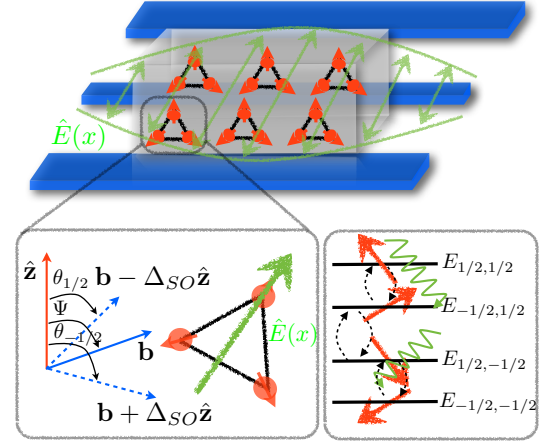 Ê(x)
ẑ
θ_{1/2}
b − Δ_{SO}ẑ
Ψ
θ_{−1/2}
b
Ê(x)
b + Δ_{SO}ẑ
E_{1/2,1/2}
E_{−1/2,1/2}
E_{1/2,−1/2}
E_{−1/2,−1/2}